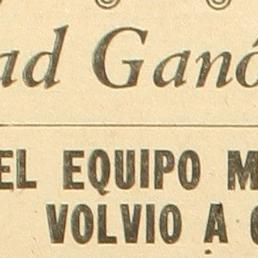 ad Ganó
EL EQUIPO M
VOLVIO A